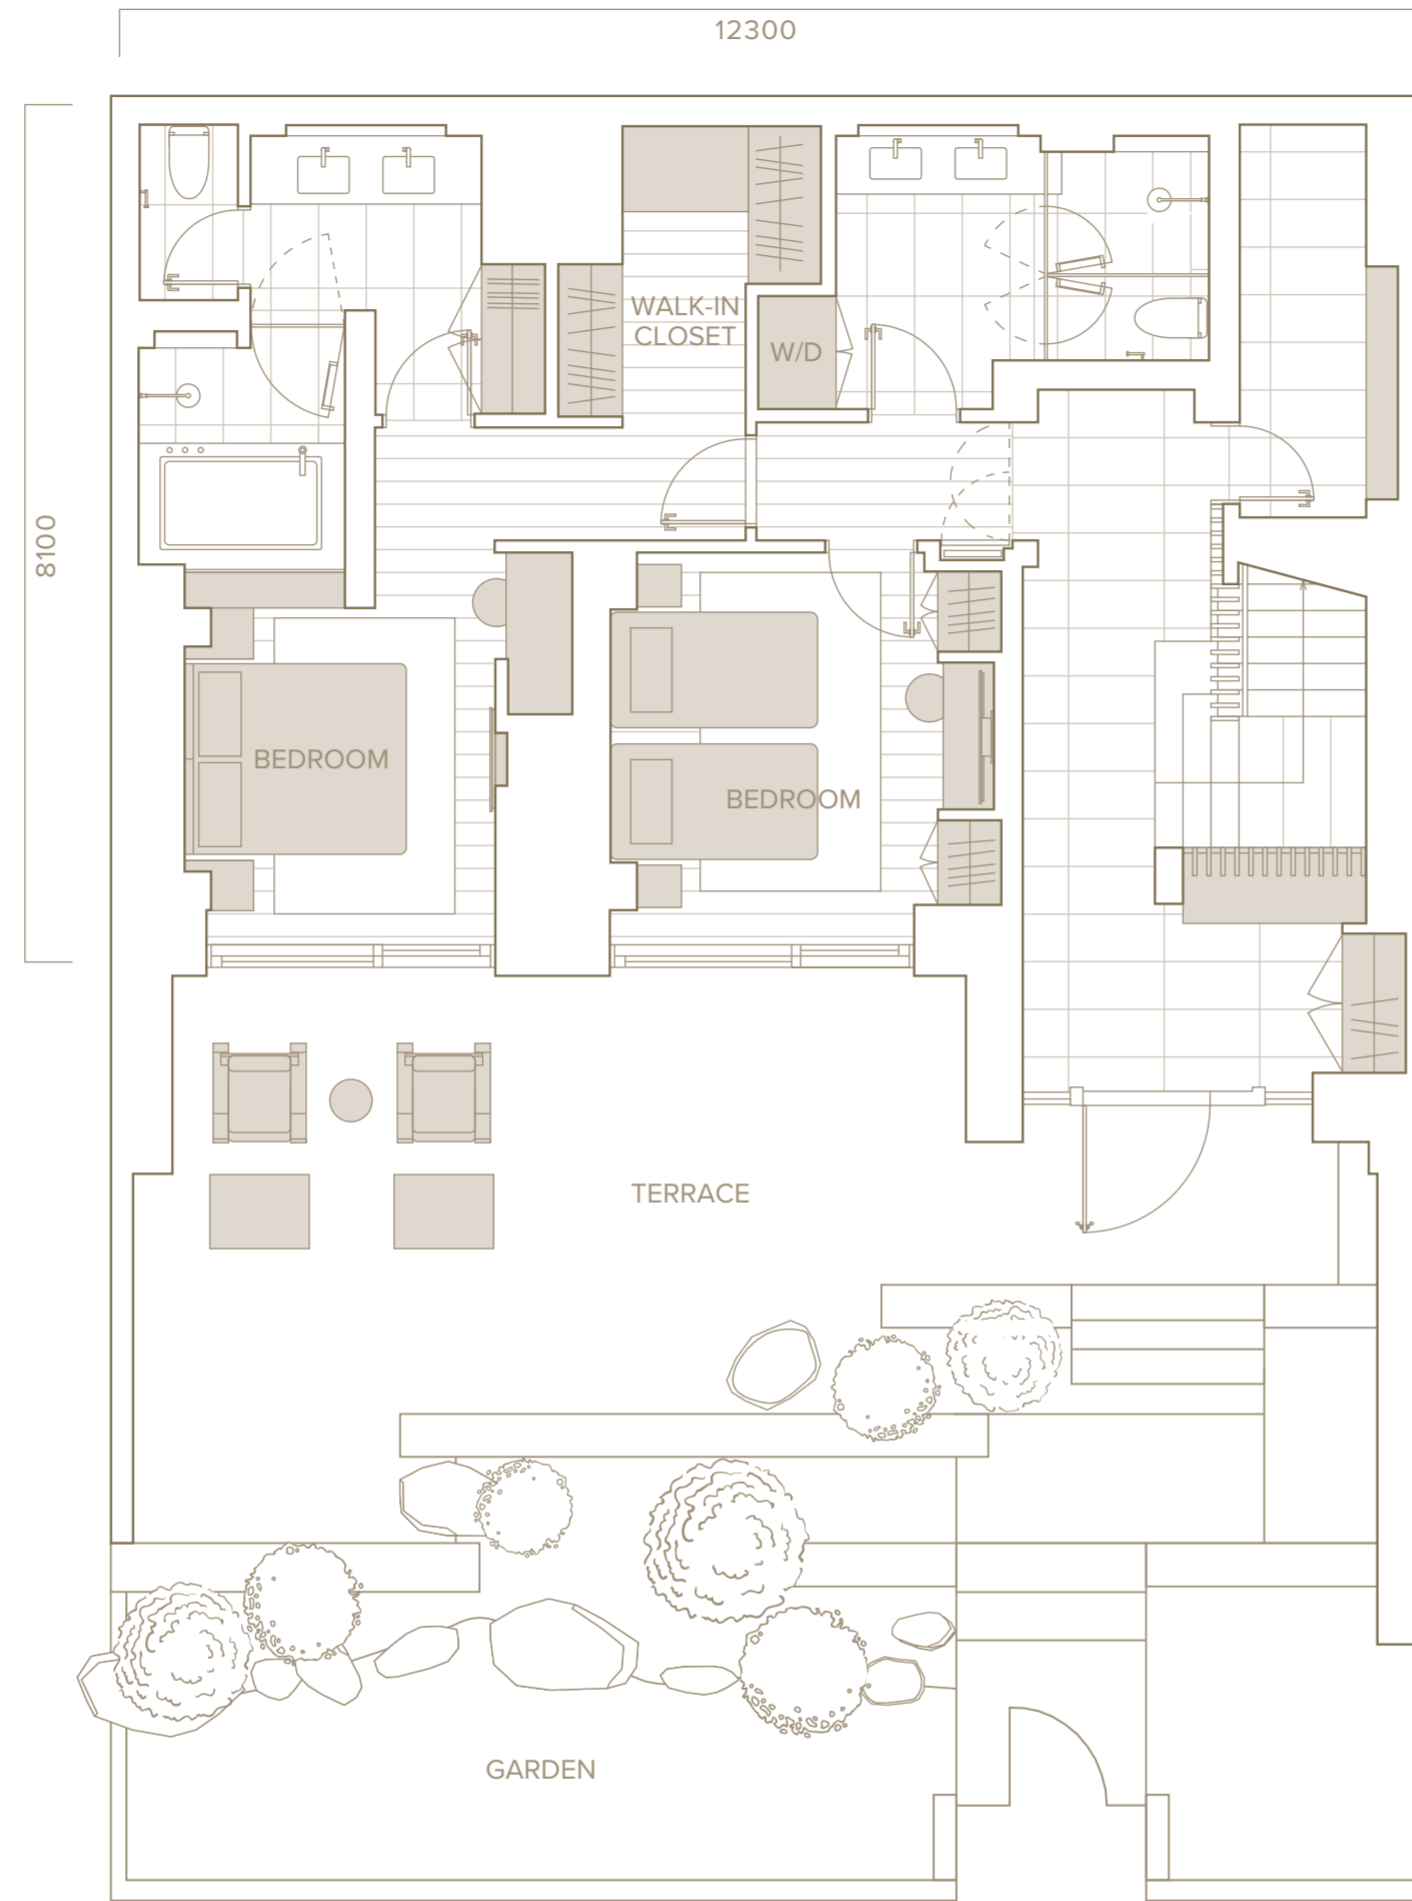 12300
8100
WALK-IN
CLOSET
W/D
BEDROOM
BEDROOM
TERRACE
GARDEN